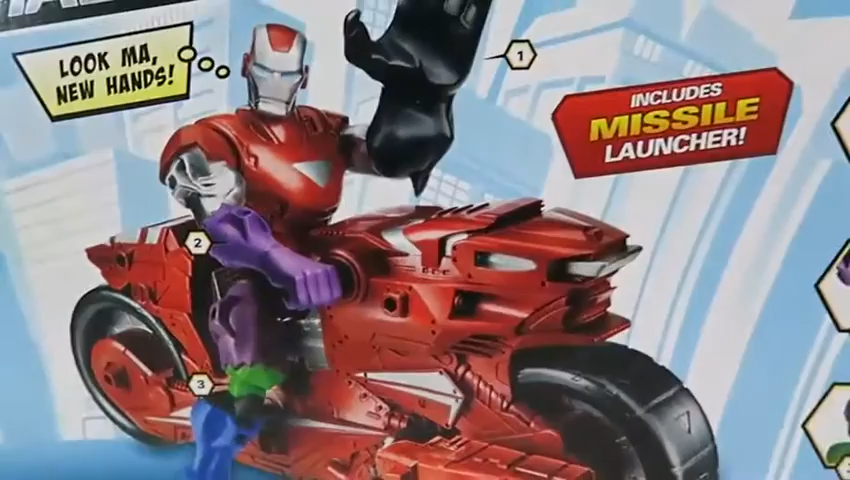 LOOK MA,
NEW HANDS!
1
INCLUDES
MISSILE
LAUNCHER!
2
3